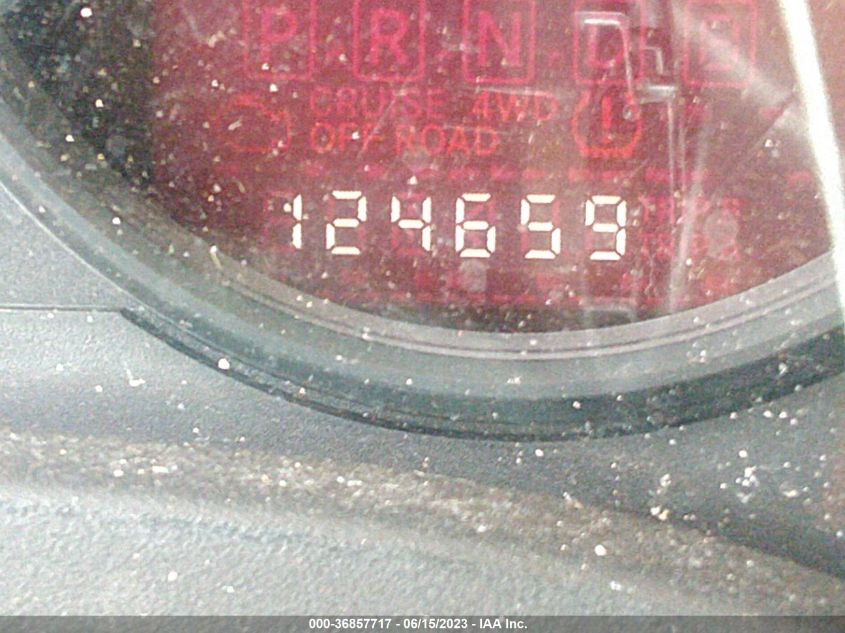 P R N D
CRUISE 4WD
OFF ROAD
124659
000-36857717 - 06/15/2023 - IAA Inc.